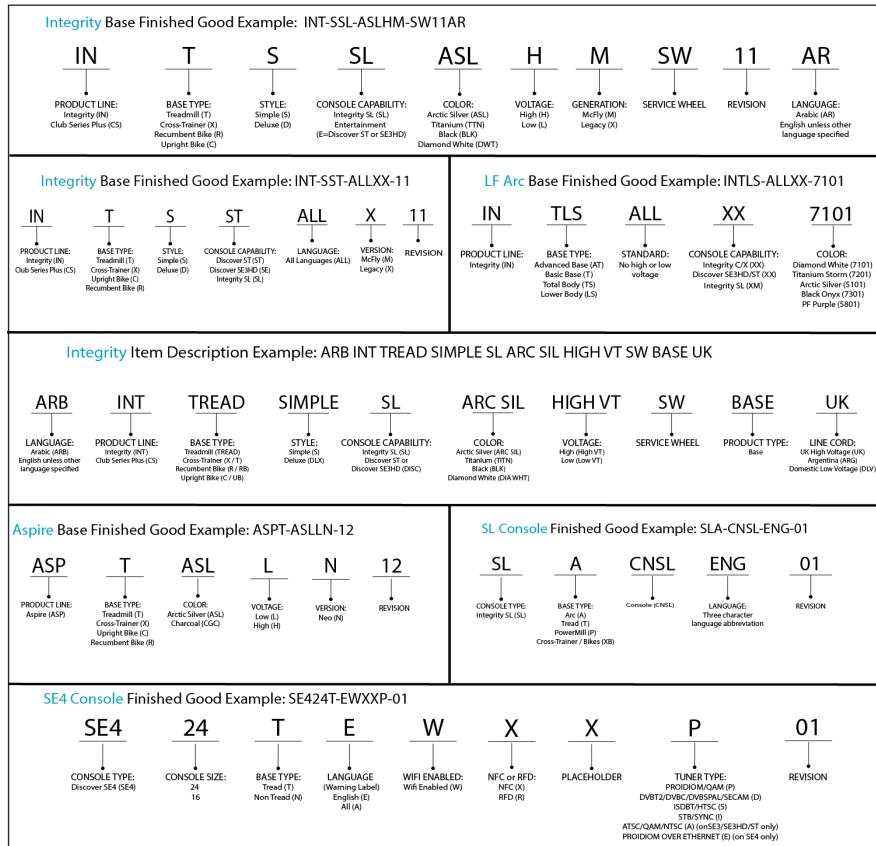 Integrity Base Finished Good Example: INT-SSL-ASLHM-SW11AR
IN T S SL ASL H M SW 11 AR
PRODUCT LINE:
Integrity (IN)
Club Series Plus (CS)
BASE TYPE:
Treadmill (T)
Cross-Trainer (X)
Recumbent Bike (R)
Upright Bike (C)
STYLE:
Simple (S)
Deluxe (D)
CONSOLE CAPABILITY:
Integrity SL (SL)
Entertainment
(E=Discover ST or SE3HD)
COLOR:
Arctic Silver (ASL)
Titanium (TTN)
Black (BLK)
Diamond White (DWT)
VOLTAGE:
High (H)
Low (L)
GENERATION:
McFly (M)
Legacy (X)
SERVICE WHEEL
REVISION
LANGUAGE:
Arabic (AR)
English unless other
language specified
Integrity Base Finished Good Example: INT-SST-ALLXX-11
IN T S ST ALL X 11
PRODUCT LINE:
Integrity (IN)
Club Series Plus (CS)
BASE TYPE:
Treadmill (T)
Cross-Trainer (X)
Upright Bike (C)
Recumbent Bike (R)
STYLE:
Simple (S)
Deluxe (D)
CONSOLE CAPABILITY:
Discover ST (ST)
Discover SE3HD (SE)
Integrity SL (SL)
LANGUAGE:
All Languages (ALL)
VERSION:
McFly (M)
Legacy (X)
REVISION
LF Arc Base Finished Good Example: INTLS-ALLXX-7101
IN TLS ALL XX 7101
PRODUCT LINE:
Integrity (IN)
BASE TYPE:
Advanced Base (AT)
Basic Base (T)
Total Body (TS)
Lower Body (LS)
STANDARD:
No high or low
voltage
CONSOLE CAPABILITY:
Integrity C/X (XX)
Discover SE3HD/ST (XX)
Integrity SL (XM)
COLOR:
Diamond White (7101)
Titanium Storm (7201)
Arctic Silver (5101)
Black Onyx (7301)
PF Purple (5801)
Integrity Item Description Example: ARB INT TREAD SIMPLE SL ARC SIL HIGH VT SW BASE UK
ARB INT TREAD SIMPLE SL ARC SIL HIGH VT SW BASE UK
LANGUAGE:
Arabic (ARB)
English unless other
language specified
PRODUCT LINE:
Integrity (INT)
Club Series Plus (CS)
BASE TYPE:
Treadmill (TREAD)
Cross-Trainer (X / T)
Recumbent Bike (R / RB)
Upright Bike (C / UB)
STYLE:
Simple (S)
Deluxe (DLX)
CONSOLE CAPABILITY:
Integrity SL (SL)
Discover ST or
Discover SE3HD (DISC)
COLOR:
Arctic Silver (ARC SIL)
Titanium (TITN)
Black (BLK)
Diamond White (DIA WHT)
VOLTAGE:
High (High VT)
Low (Low VT)
SERVICE WHEEL
PRODUCT TYPE:
Base
LINE CORD:
UK High Voltage (UK)
Argentina (ARG)
Domestic Low Voltage (DLV)
Aspire Base Finished Good Example: ASPT-ASLLN-12
ASP T ASL L N 12
PRODUCT LINE:
Aspire (ASP)
BASE TYPE:
Treadmill (T)
Cross-Trainer (X)
Upright Bike (C)
Recumbent Bike (R)
COLOR:
Arctic Silver (ASL)
Charcoal (CGC)
VOLTAGE:
Low (L)
High (H)
VERSION:
Neo (N)
REVISION
SL Console Finished Good Example: SLA-CNSL-ENG-01
SL A CNSL ENG 01
CONSOLE TYPE:
Integrity SL (SL)
BASE TYPE:
Arc (A)
Tread (T)
PowerMill (P)
Cross-Trainer / Bikes (XB)
Console (CNSL)
LANGUAGE:
Three character
language abbreviation
REVISION
SE4 Console Finished Good Example: SE424T-EWXXP-01
SE4 24 T E W X X P 01
CONSOLE TYPE:
Discover SE4 (SE4)
CONSOLE SIZE:
24
16
BASE TYPE:
Tread (T)
Non Tread (N)
LANGUAGE
(Warning Label)
English (E)
All (A)
WIFI ENABLED:
Wifi Enabled (W)
NFC or RFD:
NFC (X)
RFD (R)
PLACEHOLDER
TUNER TYPE:
PROIDIOM/QAM (P)
DVBT2/DVBC/DVBSPAL/SECAM (D)
ISDBT/HTSC (S)
STB/SYNC (I)
ATSC/QAM/NTSC (A) (onSE3/SE3HD/ST only)
PROIDIOM OVER ETHERNET (E) (on SE4 only)
REVISION